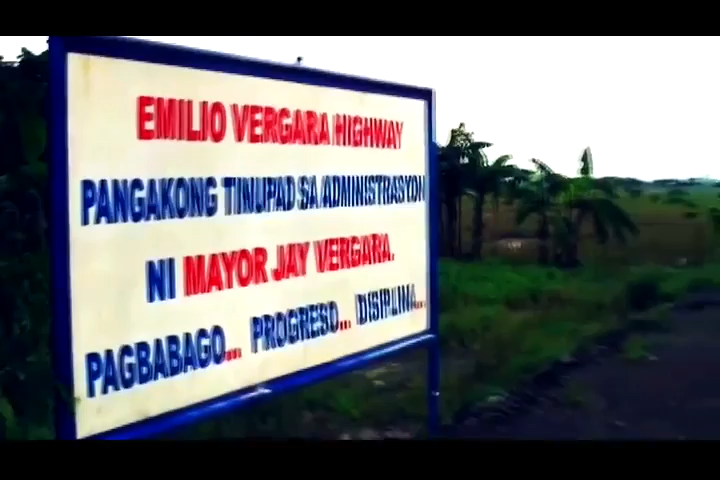 EMILIO VERGARA HIGHWAY
PANGAKONG TINUPAD SA ADMINISTRASYON
NI MAYOR JAY VERGARA.
PAGBABAGO... PROGRESO... DISIPLINA...